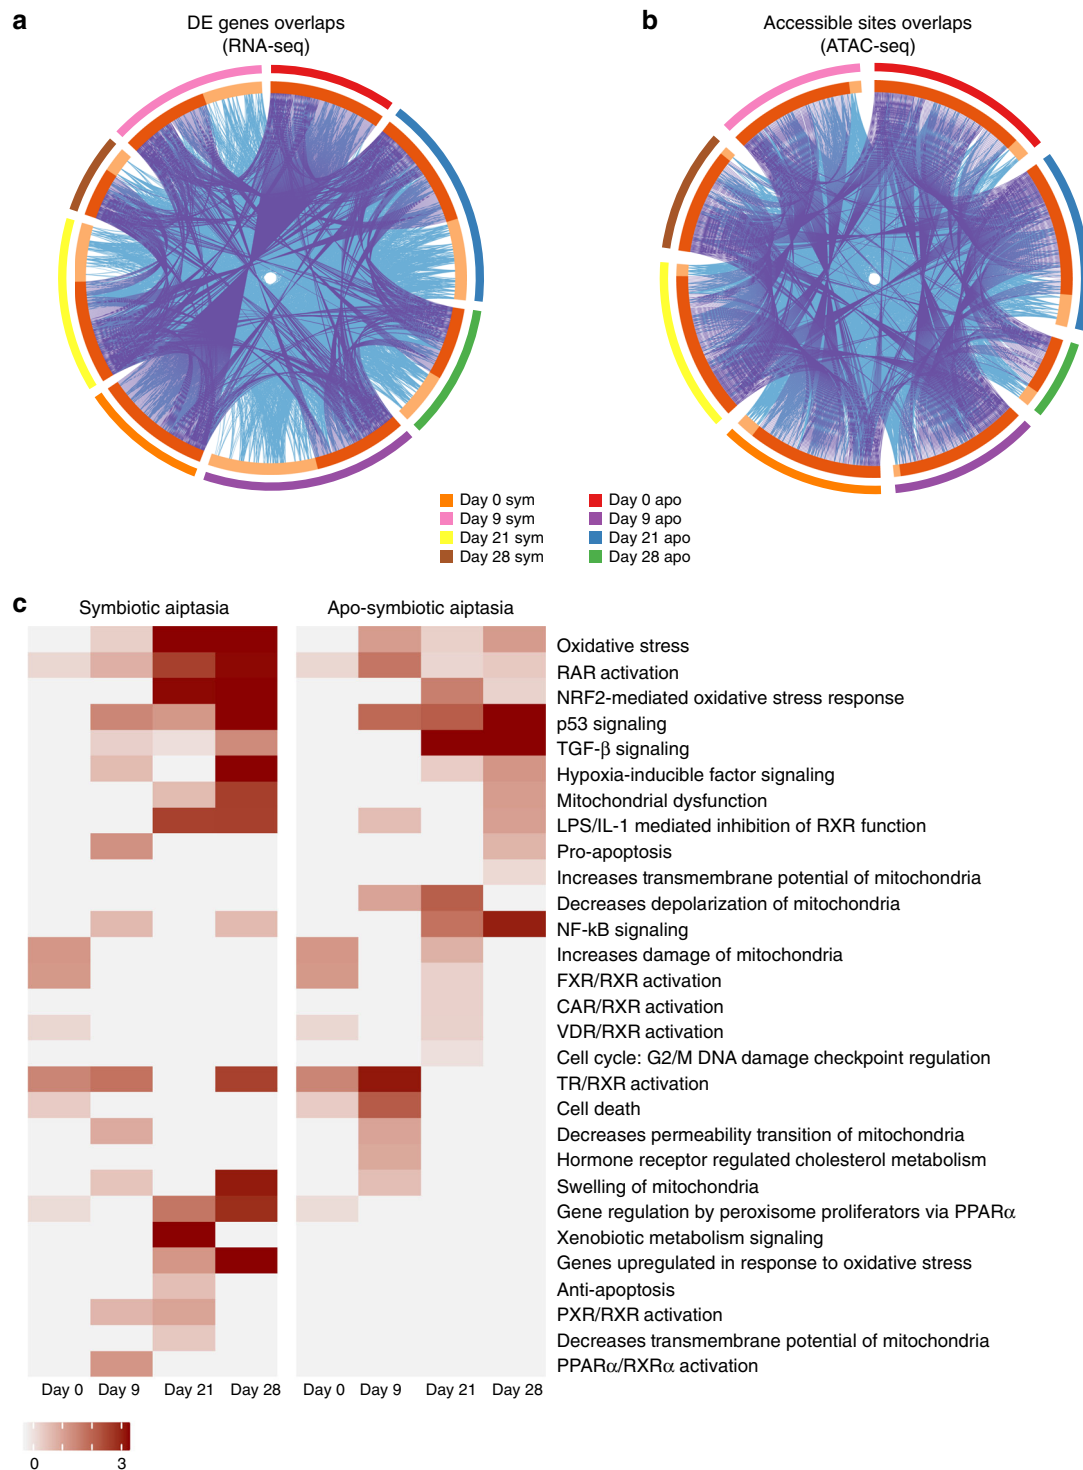 a
DE genes overlaps
(RNA-seq)
b
Accessible sites overlaps
(ATAC-seq)
Day 0 sym
Day 9 sym
Day 21 sym
Day 28 sym
Day 0 apo
Day 9 apo
Day 21 apo
Day 28 apo
c
Symbiotic aiptasia
Apo-symbiotic aiptasia
Oxidative stress
RAR activation
NRF2-mediated oxidative stress response
p53 signaling
TGF-β signaling
Hypoxia-inducible factor signaling
Mitochondrial dysfunction
LPS/IL-1 mediated inhibition of RXR function
Pro-apoptosis
Increases transmembrane potential of mitochondria
Decreases depolarization of mitochondria
NF-kB signaling
Increases damage of mitochondria
FXR/RXR activation
CAR/RXR activation
VDR/RXR activation
Cell cycle: G2/M DNA damage checkpoint regulation
TR/RXR activation
Cell death
Decreases permeability transition of mitochondria
Hormone receptor regulated cholesterol metabolism
Swelling of mitochondria
Gene regulation by peroxisome proliferators via PPARα
Xenobiotic metabolism signaling
Genes upregulated in response to oxidative stress
Anti-apoptosis
PXR/RXR activation
Decreases transmembrane potential of mitochondria
PPARα/RXRα activation
Day 0 Day 9 Day 21 Day 28 Day 0 Day 9 Day 21 Day 28
0 3